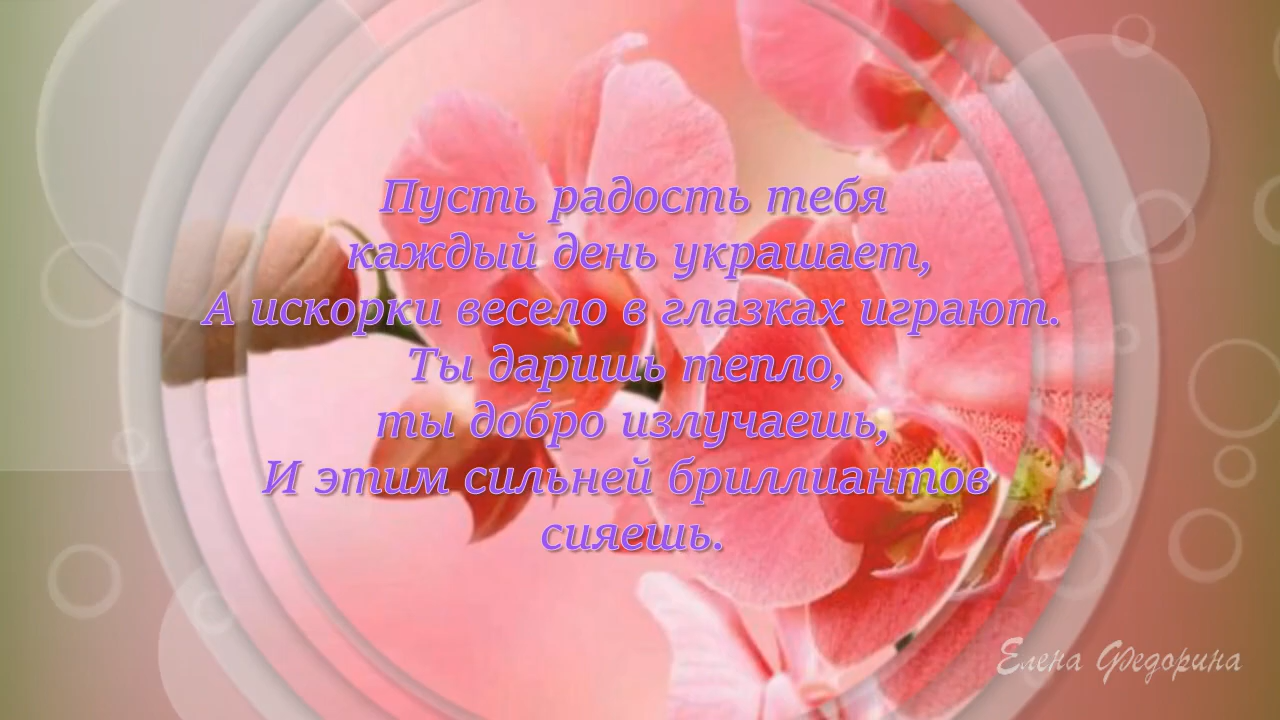 Пусть радость тебя
каждый день украшает,
А искорки весело в глазках играют.
Ты даришь тепло,
ты добро излучаешь,
И этим сильней бриллиантов
сияешь.
Елена Федорина